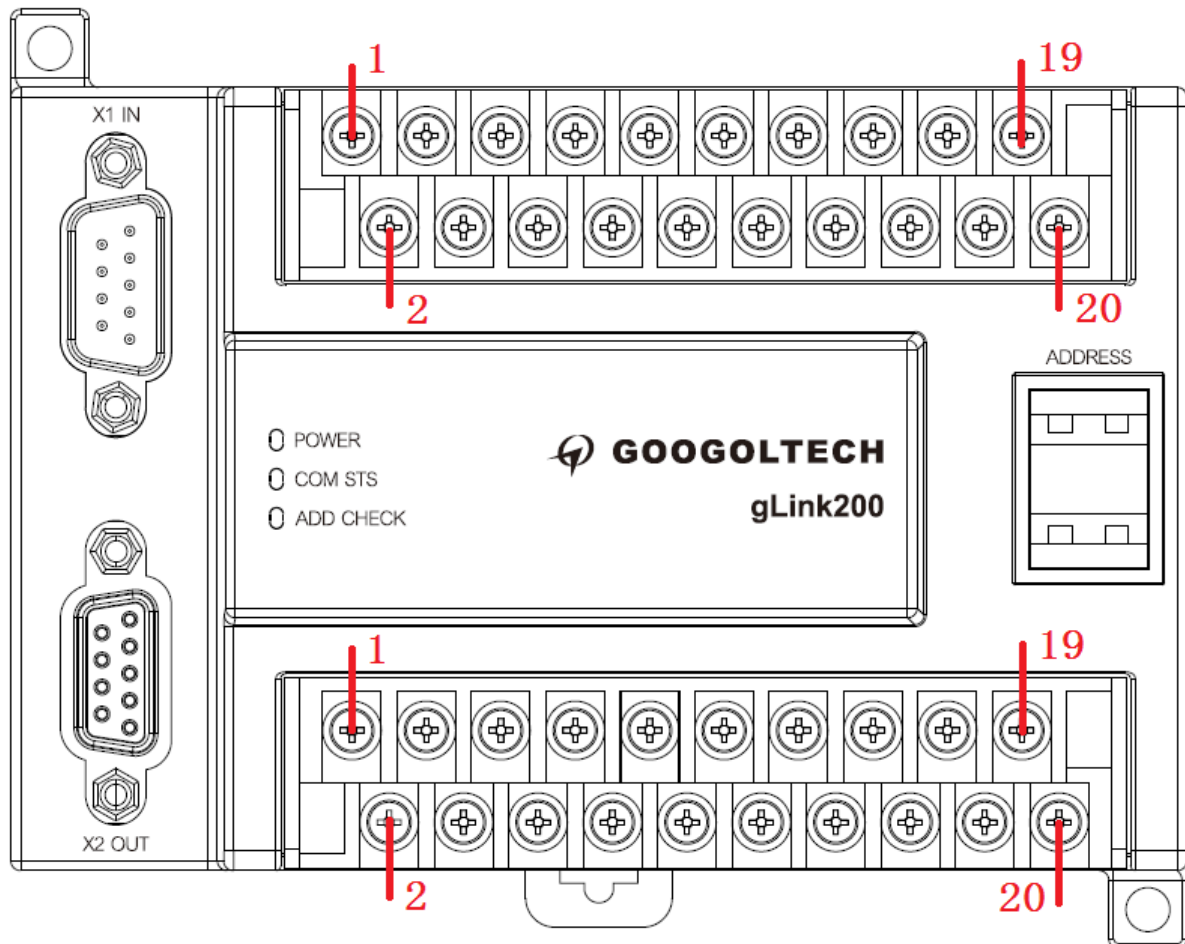 1
19
X1 IN
2
20
ADDRESS
POWER
COM STS
ADD CHECK
GOOGOLTECH
gLink200
1
19
X2 OUT
2
20